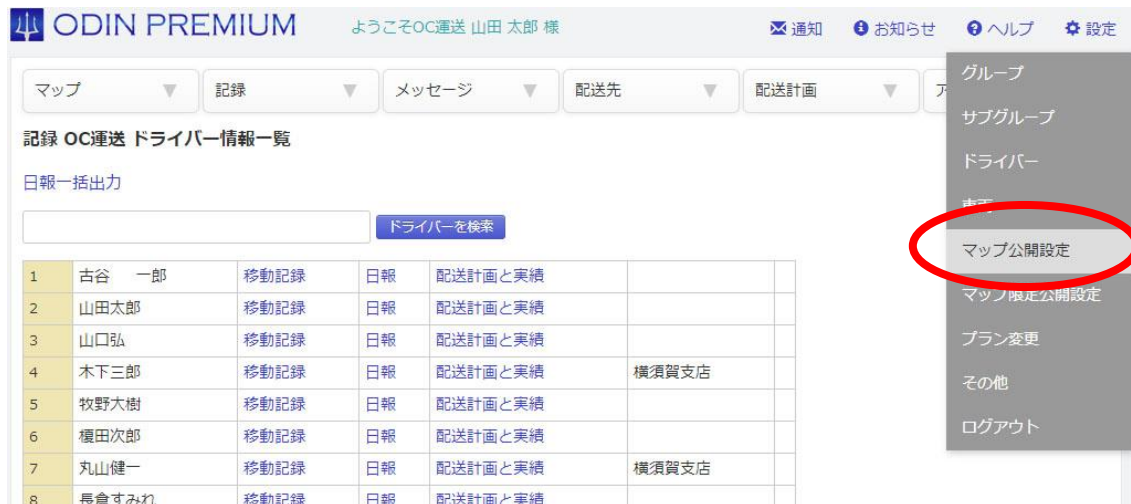 ODIN PREMIUM ようこそOC運送 山田 太郎 様 通知 お知らせ ヘルプ 設定
マップ 記録 メッセージ 配送先 配送計画
グループ
サブグループ
ドライバー
車両
マップ公開設定
マップ限定公開設定
プラン変更
その他
ログアウト
記録 OC運送 ドライバー情報一覧
日報一括出力
ドライバーを検索
1 古谷 一郎 移動記録 日報 配送計画と実績
2 山田太郎 移動記録 日報 配送計画と実績
3 山口弘 移動記録 日報 配送計画と実績
4 木下三郎 移動記録 日報 配送計画と実績 横須賀支店
5 牧野大樹 移動記録 日報 配送計画と実績
6 榎田次郎 移動記録 日報 配送計画と実績
7 丸山健一 移動記録 日報 配送計画と実績 横須賀支店
8 長倉すみれ 移動記録 日報 配送計画と実績